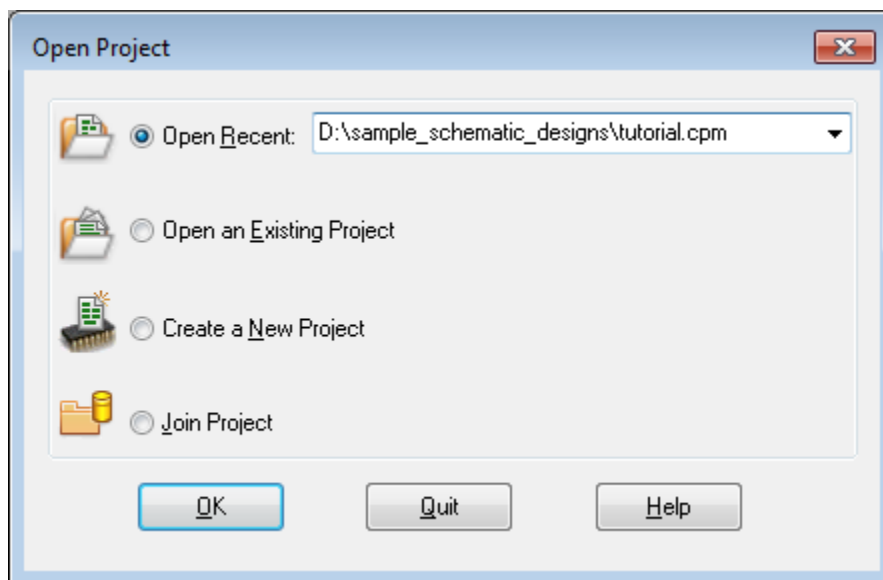 Open Project
Open Recent: D:\sample_schematic_designs\tutorial.cpm
Open an Existing Project
Create a New Project
Join Project
OK Quit Help